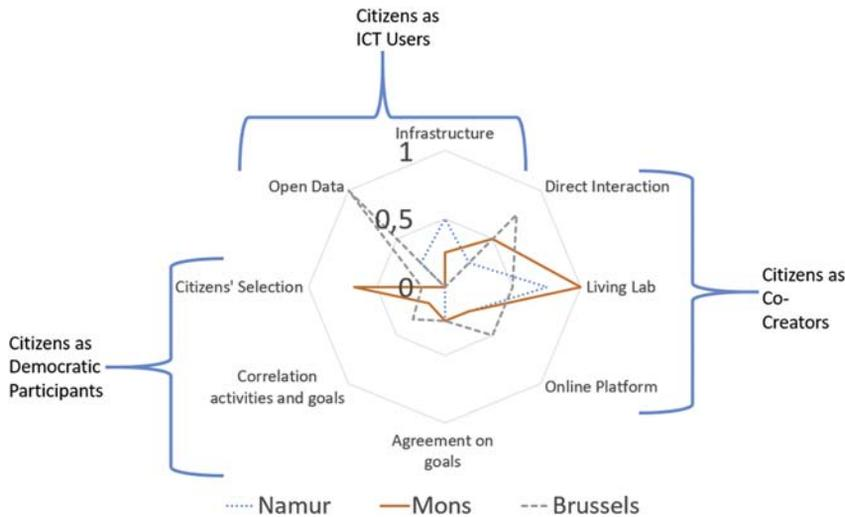 Citizens as
ICT Users
Infrastructure
1
Open Data
Direct Interaction
0,5
Citizens' Selection
0
Living Lab
Citizens as
Co-
Creators
Citizens as
Democratic
Participants
Correlation
activities and goals
Online Platform
Agreement on
goals
Namur
Mons
Brussels